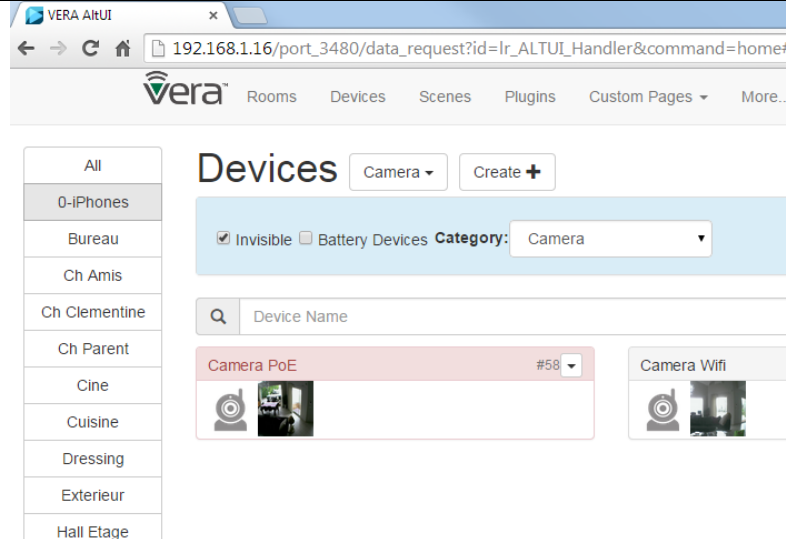 VERA AltUI ×
192.168.1.16/port_3480/data_request?id=lr_ALTUI_Handler&command=home#
vera™ Rooms Devices Scenes Plugins Custom Pages More..
All
0-iPhones
Bureau
Ch Amis
Ch Clementine
Ch Parent
Cine
Cuisine
Dressing
Exterieur
Hall Etage
Devices Camera Create +
Invisible Battery Devices Category: Camera
Device Name
Camera PoE #58 Camera Wifi